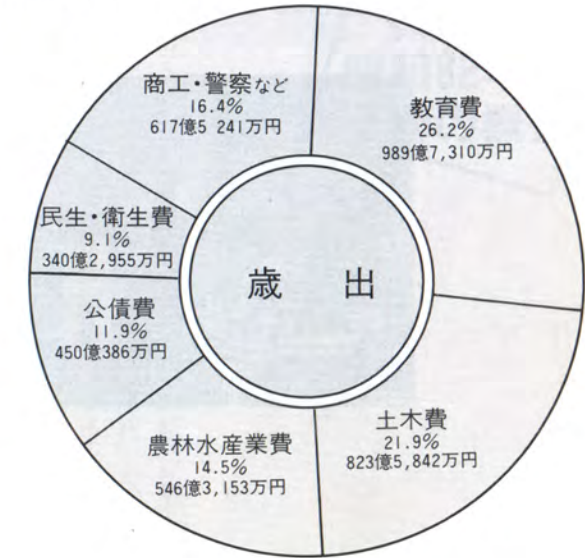 教育費
26.2%
989億7,310万円
土木費
21.9%
823億5,842万円
農林水産業費
14.5%
546億3,153万円
公債費
11.9%
450億386万円
民生・衛生費
9.1%
340億2,955万円
商工・警察など
16.4%
617億5 241万円
歳 出